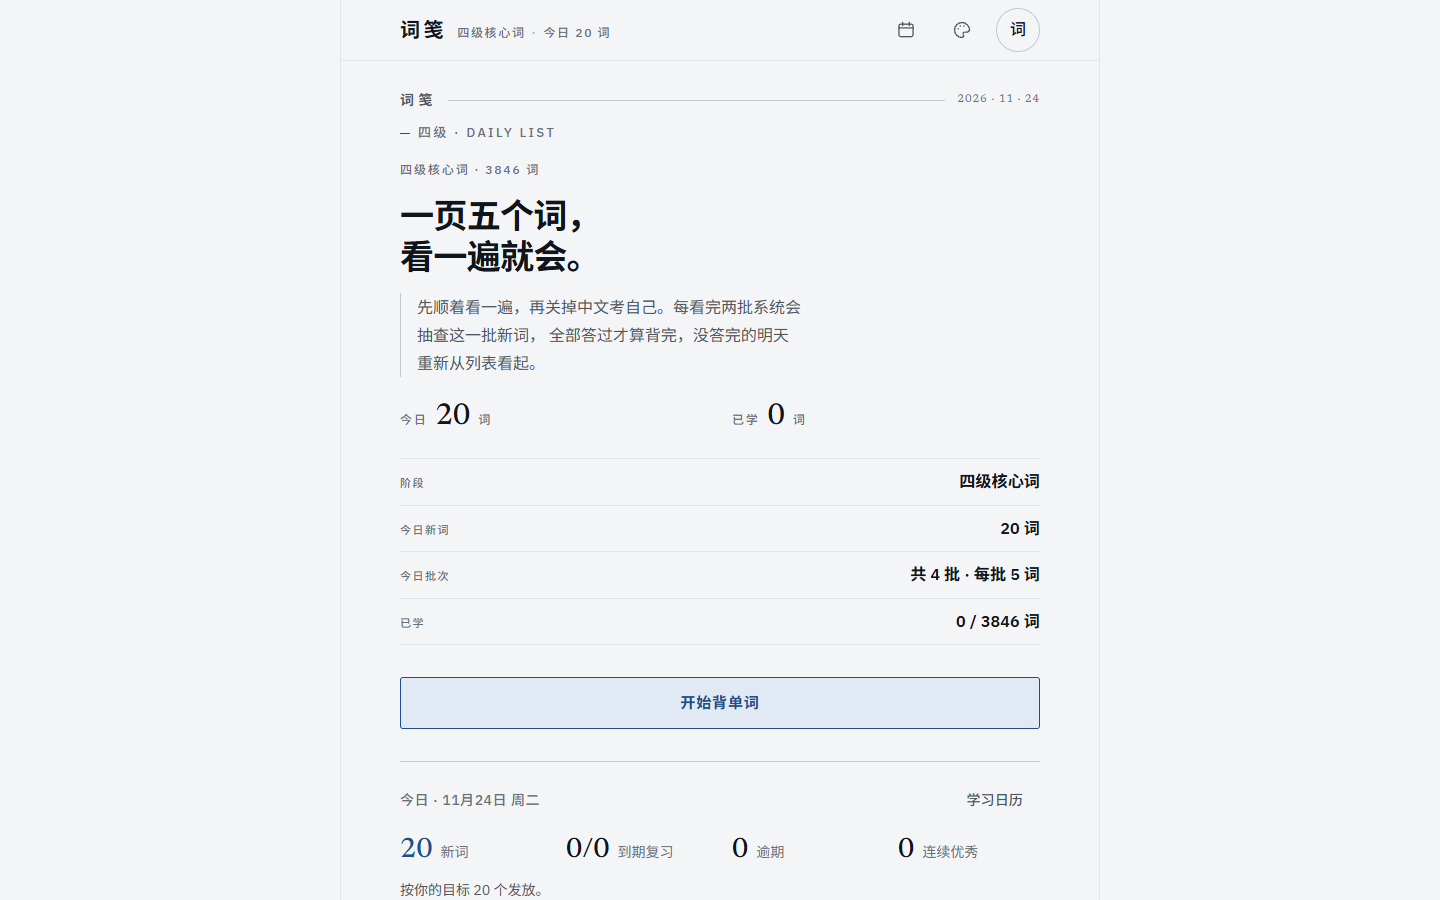 词笺 四级核心词 · 今日 20 词
词
词笺 2026 · 11 · 24
— 四级 · DAILY LIST
四级核心词 · 3846 词
一页五个词，
看一遍就会。
先顺着看一遍，再关掉中文考自己。每看完两批系统会
抽查这一批新词， 全部答过才算背完，没答完的明天
重新从列表看起。
今日 20 词 已学 0 词
阶段 四级核心词
今日新词 20 词
今日批次 共 4 批 · 每批 5 词
已学 0 / 3846 词
开始背单词
今日 · 11月24日 周二 学习日历
20 新词 0/0 到期复习 0 逾期 0 连续优秀
按你的目标 20 个发放。